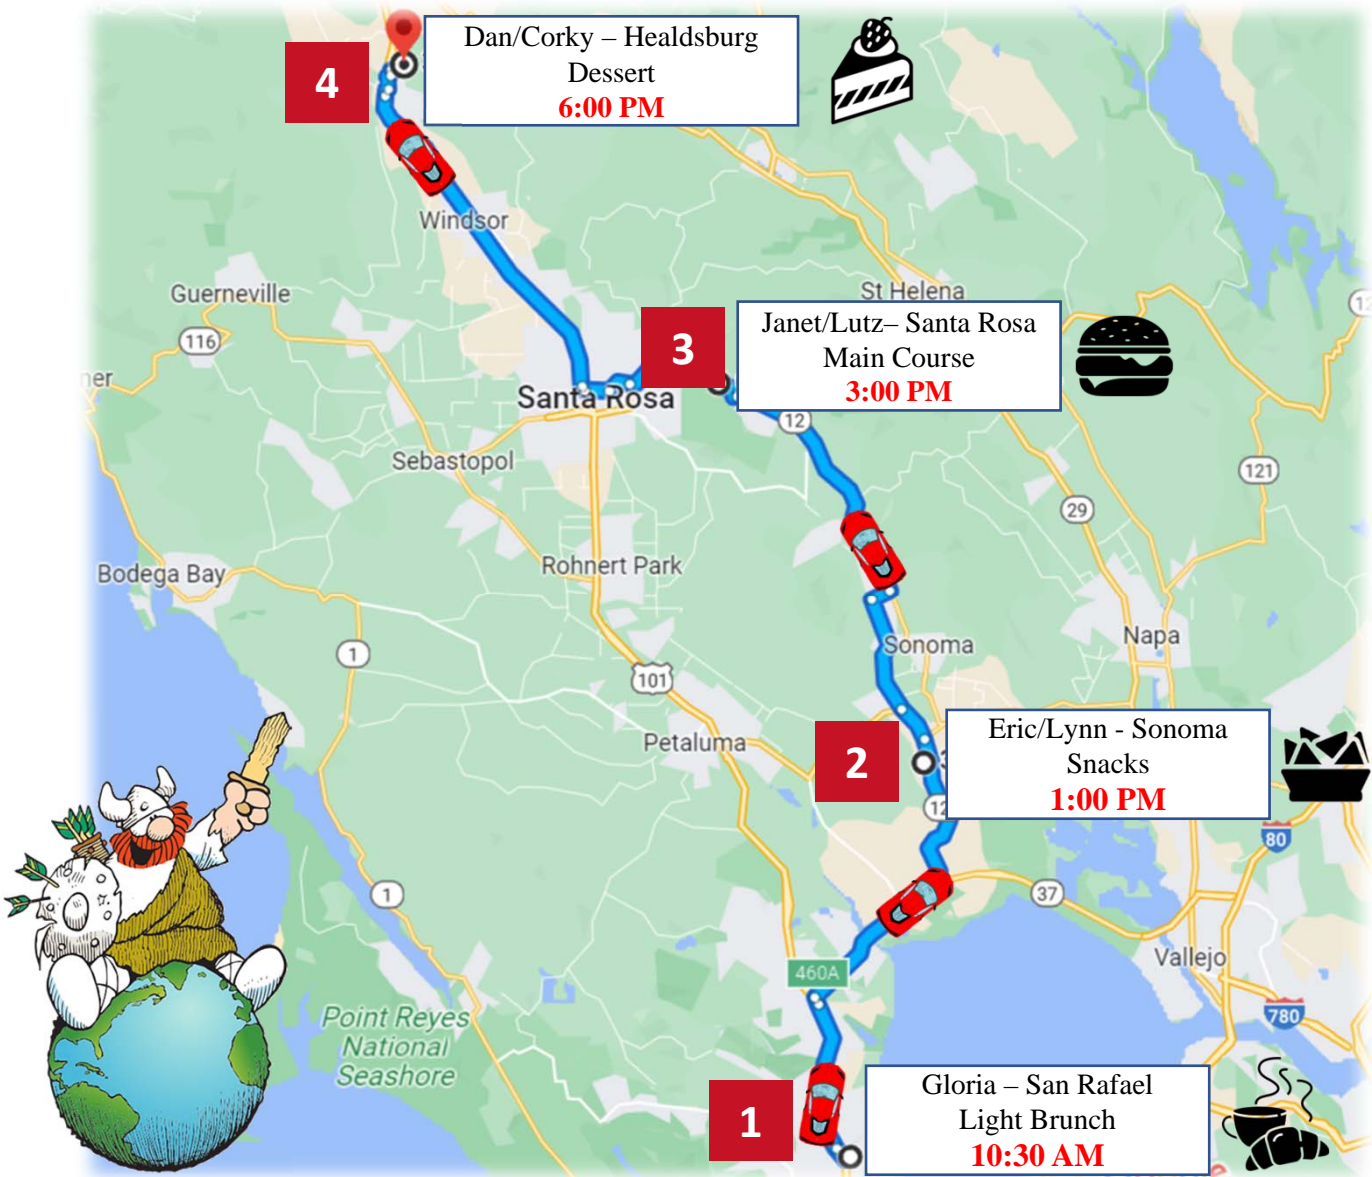 4
Dan/Corky – Healdsburg
Dessert
6:00 PM
Windsor
Guerneville
St Helena
116
3
Janet/Lutz– Santa Rosa
Main Course
3:00 PM
Santa Rosa
12
Sebastopol
121
29
Rohnert Park
Bodega Bay
Napa
Sonoma
1
101
Petaluma
2
Eric/Lynn - Sonoma
Snacks
1:00 PM
80
1
37
Vallejo
460A
780
Point Reyes
National
Seashore
1
Gloria – San Rafael
Light Brunch
10:30 AM